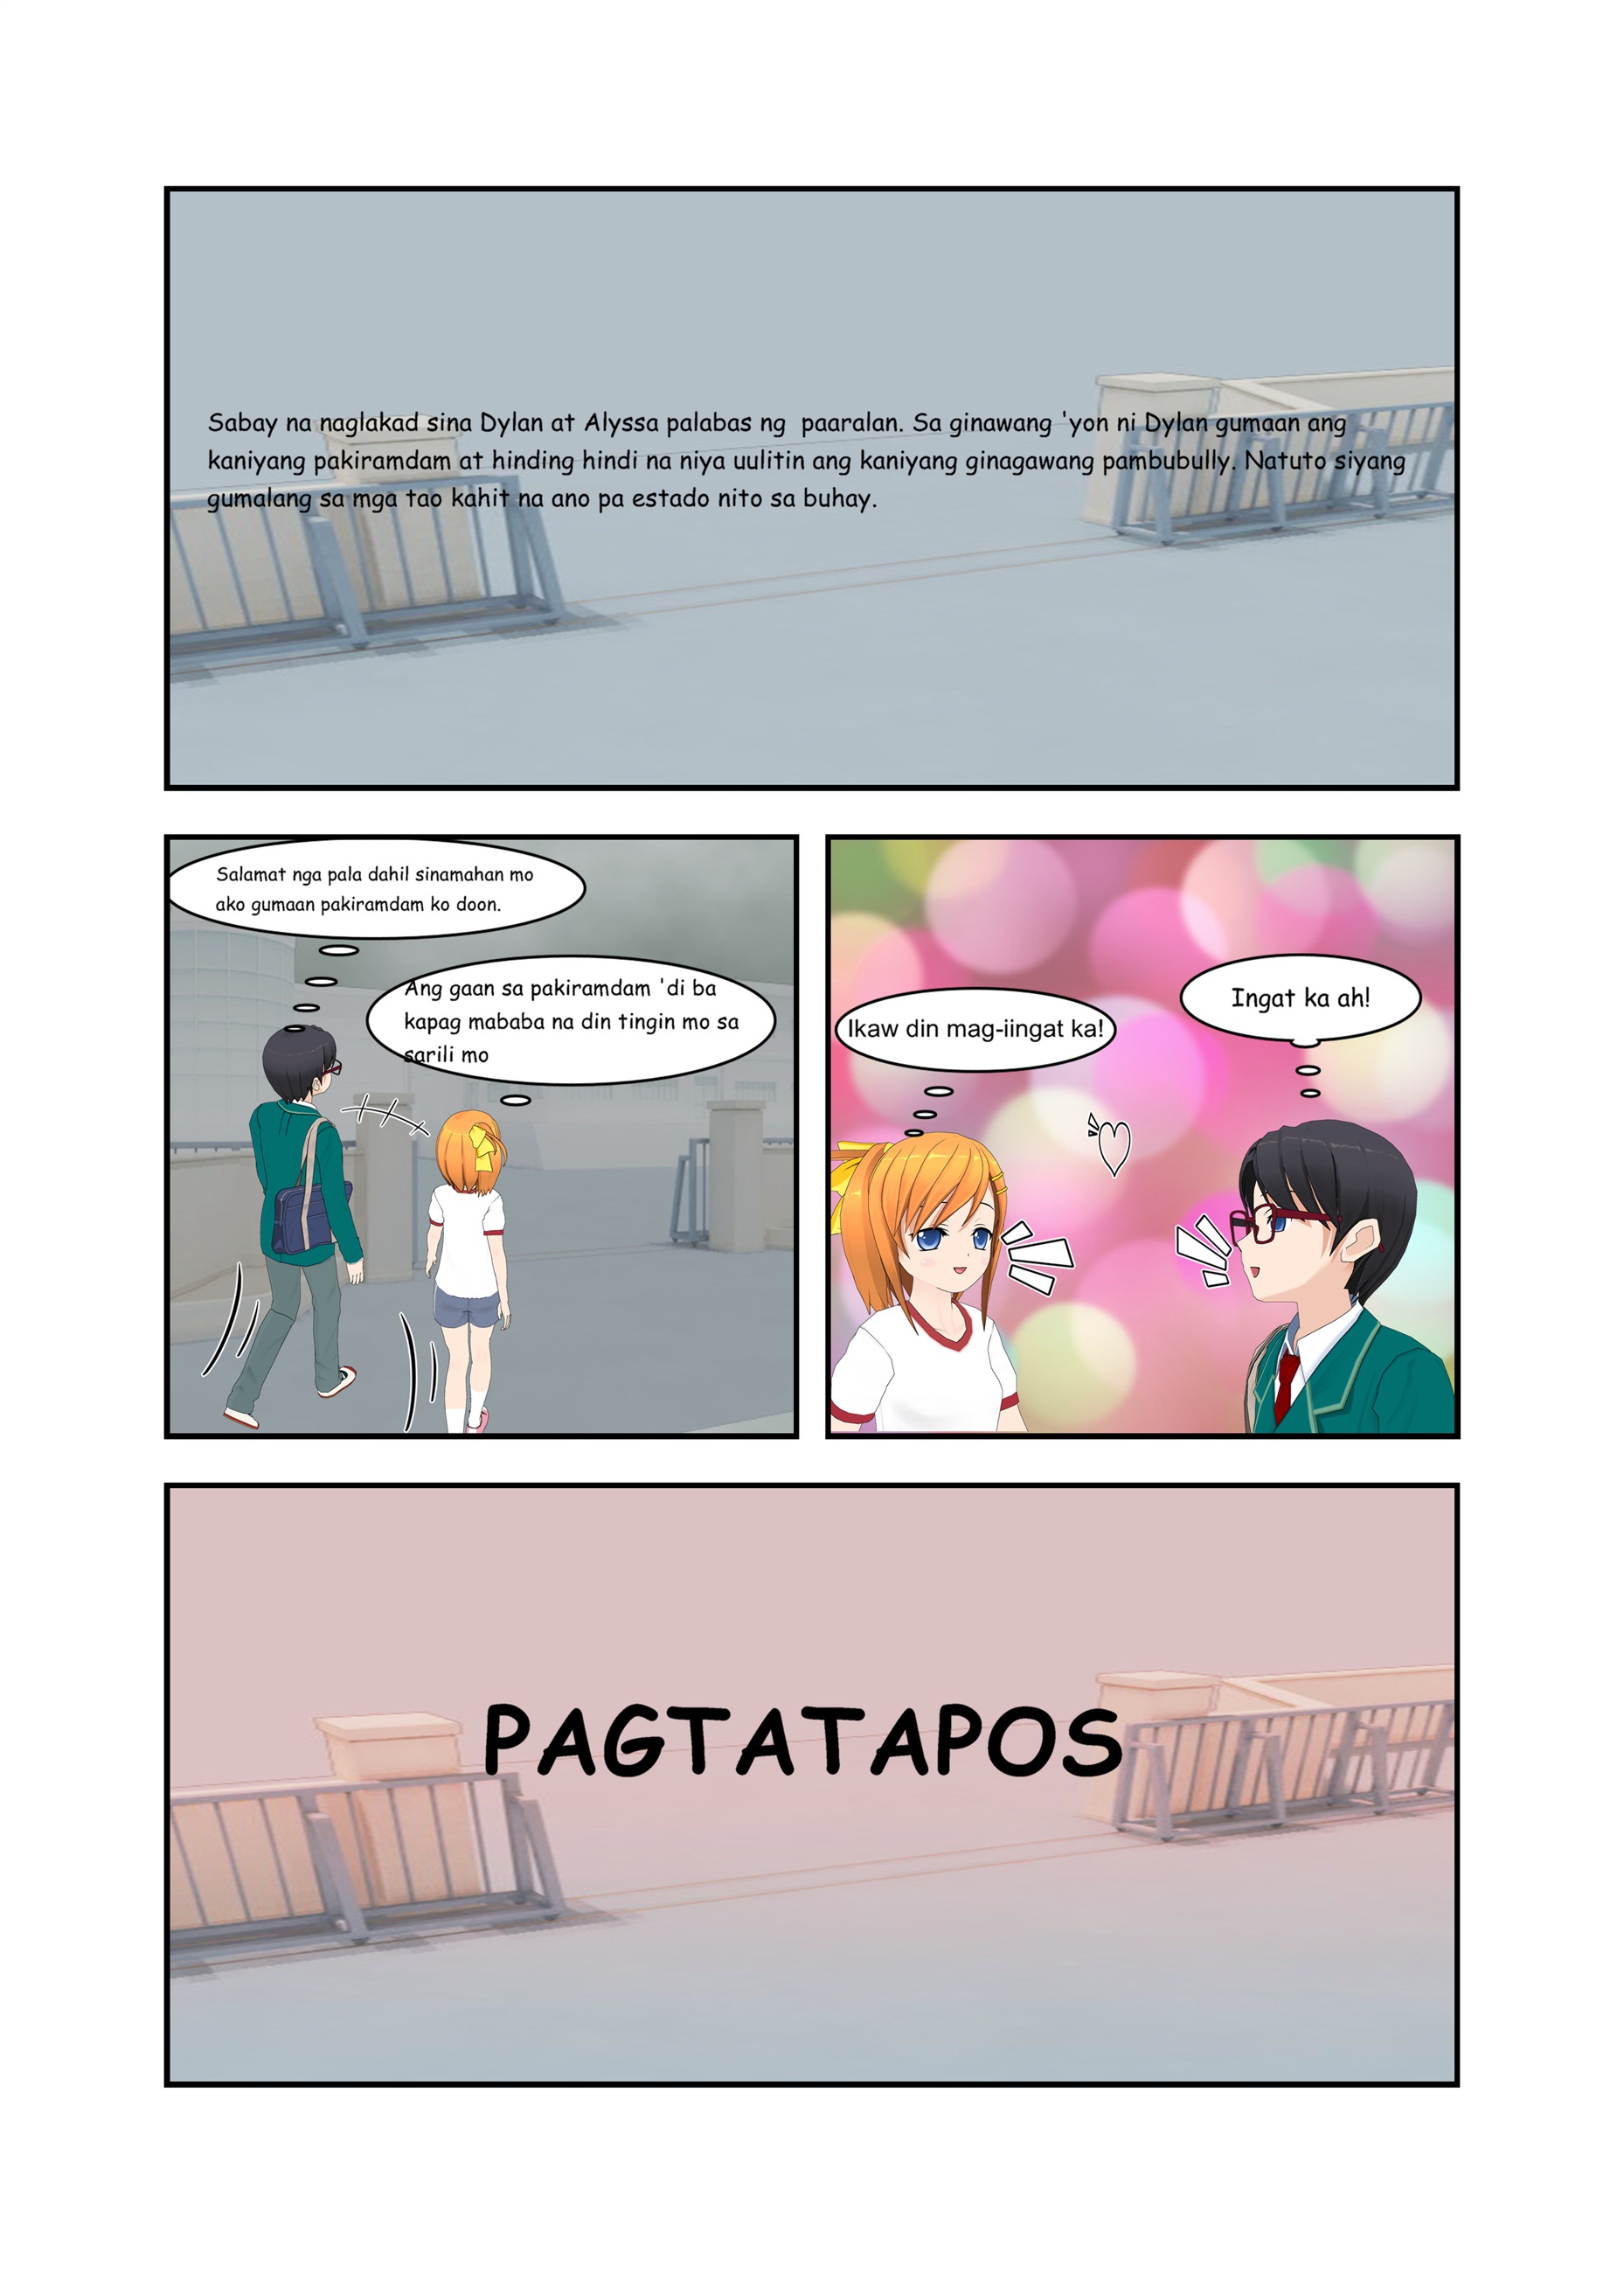 Sabay na naglakad sina Dylan at Alyssa palabas ng  paaralan. Sa ginawang 'yon ni Dylan gumaan ang
kaniyang pakiramdam at hinding hindi na niya uulitin ang kaniyang ginagawang pambubully. Natuto siyang
gumalang sa mga tao kahit na ano pa estado nito sa buhay.
Salamat nga pala dahil sinamahan mo
ako gumaan pakiramdam ko doon.
Ang gaan sa pakiramdam 'di ba
kapag mababa na din tingin mo sa
sarili mo
Ikaw din mag-iingat ka!
Ingat ka ah!
PAGTATAPOS